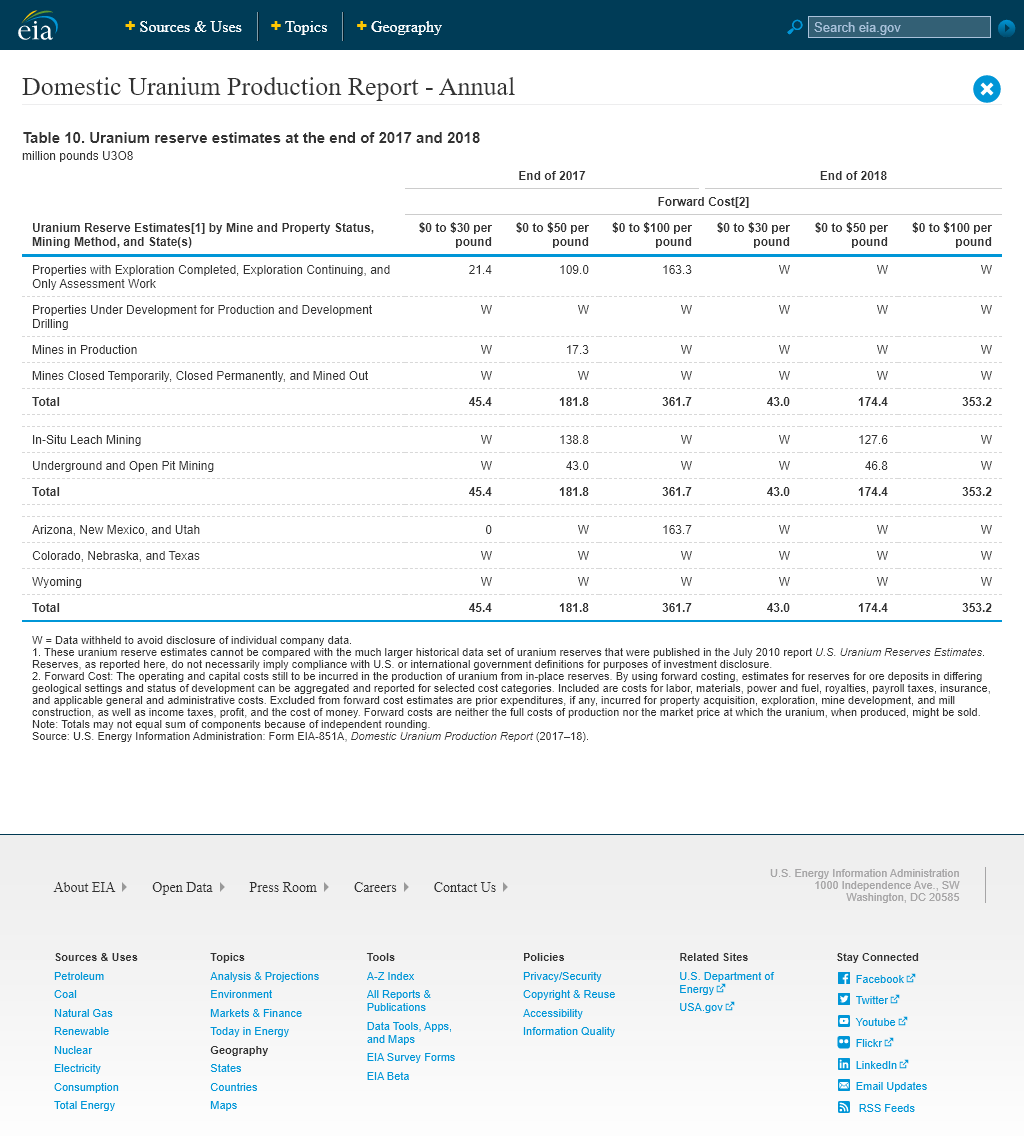 eia
Sources & Uses
Topics
Geography
Search eia.gov
Domestic Uranium Production Report - Annual
Table 10. Uranium reserve estimates at the end of 2017 and 2018
million pounds U3O8
End of 2017 End of 2018
Forward Cost[2]
Uranium Reserve Estimates[1] by Mine and Property Status, Mining Method, and State(s) $0 to $30 per pound $0 to $50 per pound $0 to $100 per pound $0 to $30 per pound $0 to $50 per pound $0 to $100 per pound
Properties with Exploration Completed, Exploration Continuing, and Only Assessment Work 21.4 109.0 163.3 W W W
Properties Under Development for Production and Development Drilling W W W W W W
Mines in Production W 17.3 W W W W
Mines Closed Temporarily, Closed Permanently, and Mined Out W W W W W W
Total 45.4 181.8 361.7 43.0 174.4 353.2
In-Situ Leach Mining W 138.8 W W 127.6 W
Underground and Open Pit Mining W 43.0 W W 46.8 W
Total 45.4 181.8 361.7 43.0 174.4 353.2
Arizona, New Mexico, and Utah 0 W 163.7 W W W
Colorado, Nebraska, and Texas W W W W W W
Wyoming W W W W W W
Total 45.4 181.8 361.7 43.0 174.4 353.2
W = Data withheld to avoid disclosure of individual company data.
1. These uranium reserve estimates cannot be compared with the much larger historical data set of uranium reserves that were published in the July 2010 report U.S. Uranium Reserves Estimates.
Reserves, as reported here, do not necessarily imply compliance with U.S. or international government definitions for purposes of investment disclosure.
2. Forward Cost: The operating and capital costs still to be incurred in the production of uranium from in-place reserves. By using forward costing, estimates for reserves for ore deposits in differing
geological settings and status of development can be aggregated and reported for selected cost categories. Included are costs for labor, materials, power and fuel, royalties, payroll taxes, insurance,
and applicable general and administrative costs. Excluded from forward cost estimates are prior expenditures, if any, incurred for property acquisition, exploration, mine development, and mill
construction, as well as income taxes, profit, and the cost of money. Forward costs are neither the full costs of production nor the market price at which the uranium, when produced, might be sold.
Note: Totals may not equal sum of components because of independent rounding.
Source: U.S. Energy Information Administration: Form EIA-851A, Domestic Uranium Production Report (2017–18).
About EIA
Open Data
Press Room
Careers
Contact Us
U.S. Energy Information Administration
1000 Independence Ave., SW
Washington, DC 20585
Sources & Uses
Petroleum
Coal
Natural Gas
Renewable
Nuclear
Electricity
Consumption
Total Energy
Topics
Analysis & Projections
Environment
Markets & Finance
Today in Energy
Geography
States
Countries
Maps
Tools
A-Z Index
All Reports &
Publications
Data Tools, Apps,
and Maps
EIA Survey Forms
EIA Beta
Policies
Privacy/Security
Copyright & Reuse
Accessibility
Information Quality
Related Sites
U.S. Department of
Energy
USA.gov
Stay Connected
Facebook
Twitter
Youtube
Flickr
LinkedIn
Email Updates
RSS Feeds